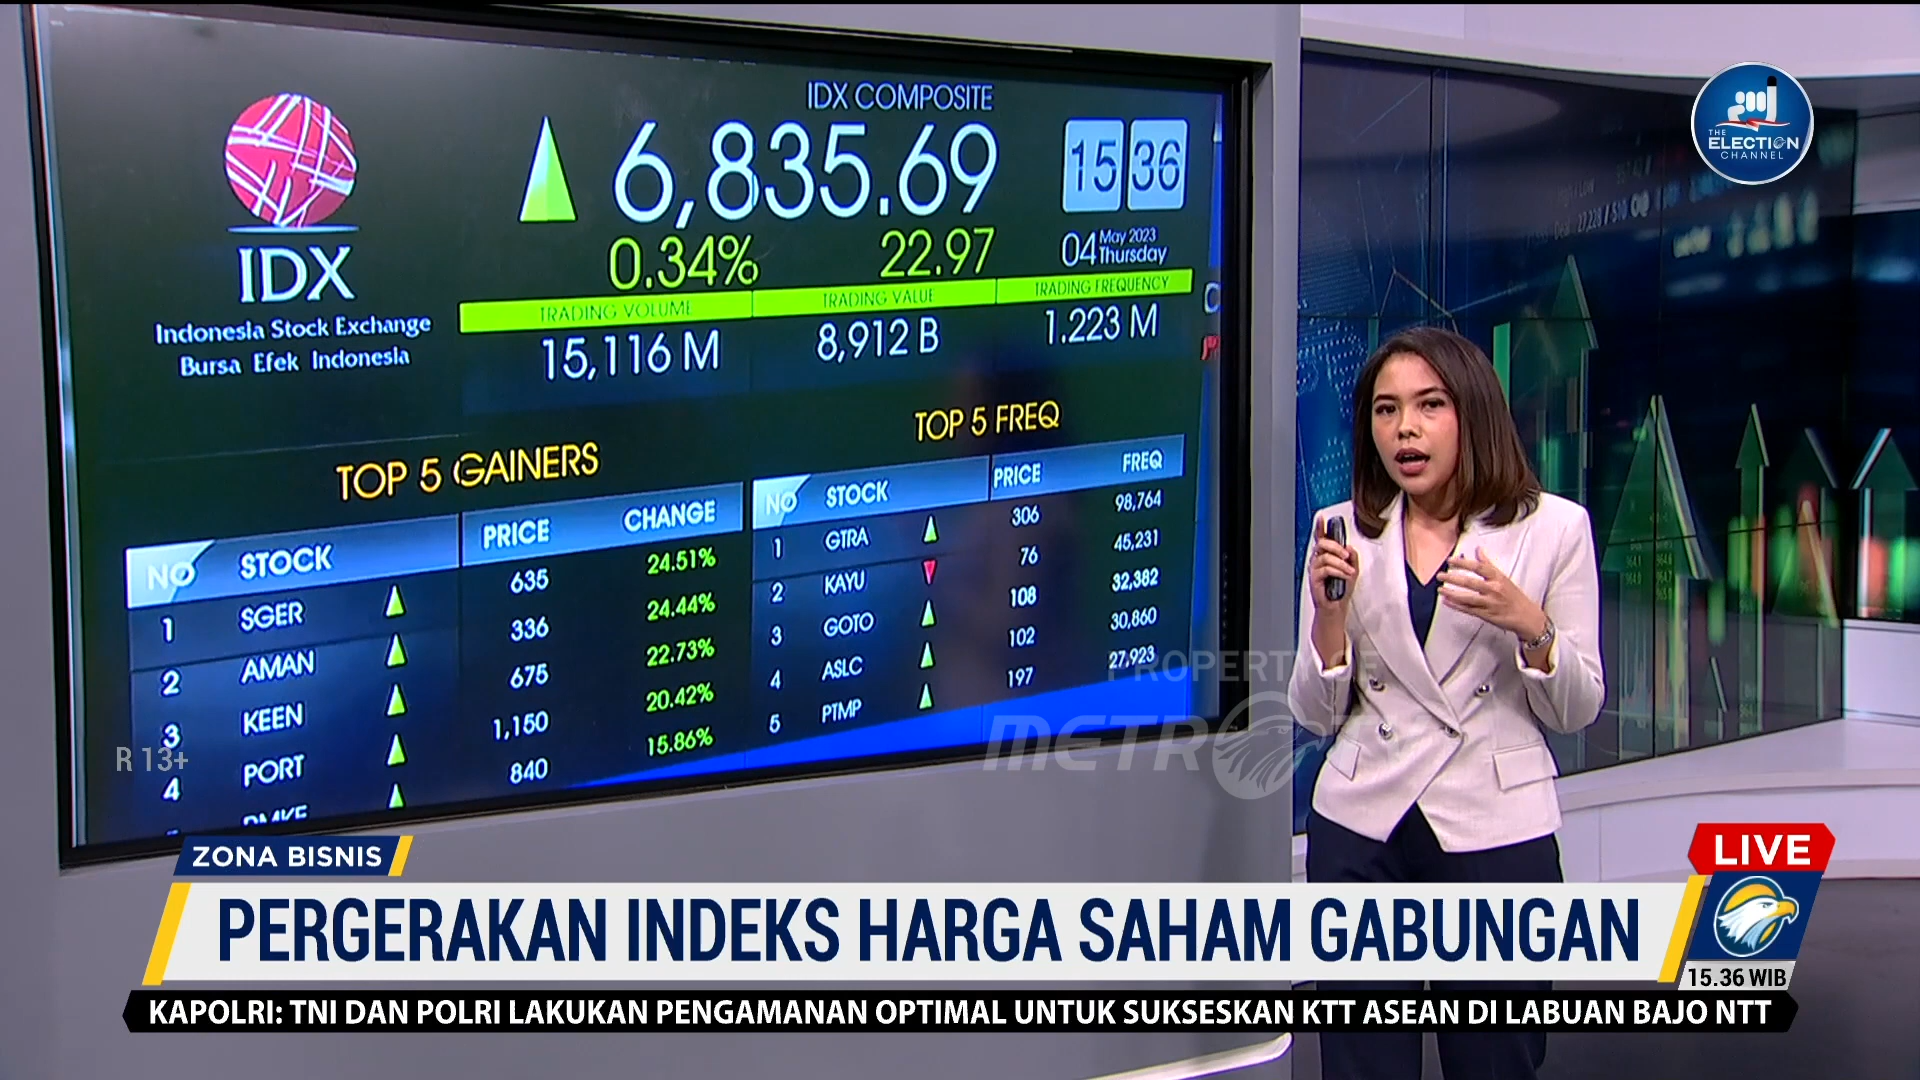 IDX COMPOSITE
6,835.69
0.34% 22.97
15 36
04 May 2023 Thursday
IDX
Indonesia Stock Exchange
Bursa Efek Indonesia
TRADING VOLUME TRADING VALUE TRADING FREQUENCY
15,116 M 8,912 B 1.223 M
TOP 5 GAINERS
NO STOCK PRICE CHANGE
1 SGER 635 24.51%
2 AMAN 336 24.44%
3 KEEN 675 22.73%
4 PORT 1,150 20.42%
840 15.86%
TOP 5 FREQ
NO STOCK PRICE FREQ
1 GTRA 306 98,764
2 KAYU 76 45,231
3 GOTO 108 32,382
4 ASLC 102 30,860
5 PTMP 197 27,923
THE
ELECTION
CHANNEL
PROPERTY OF
METRO TV
R 13+
ZONA BISNIS
LIVE
PERGERAKAN INDEKS HARGA SAHAM GABUNGAN
15.36 WIB
KAPOLRI: TNI DAN POLRI LAKUKAN PENGAMANAN OPTIMAL UNTUK SUKSESKAN KTT ASEAN DI LABUAN BAJO NTT